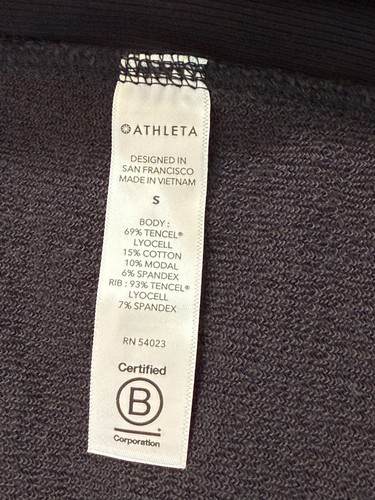 ATHLETA
DESIGNED IN
SAN FRANCISCO
MADE IN VIETNAM
S
BODY :
69% TENCEL®
LYOCELL
15% COTTON
10% MODAL
6% SPANDEX
RIB : 93% TENCEL®
LYOCELL
7% SPANDEX
RN 54023
Certified
B
Corporation